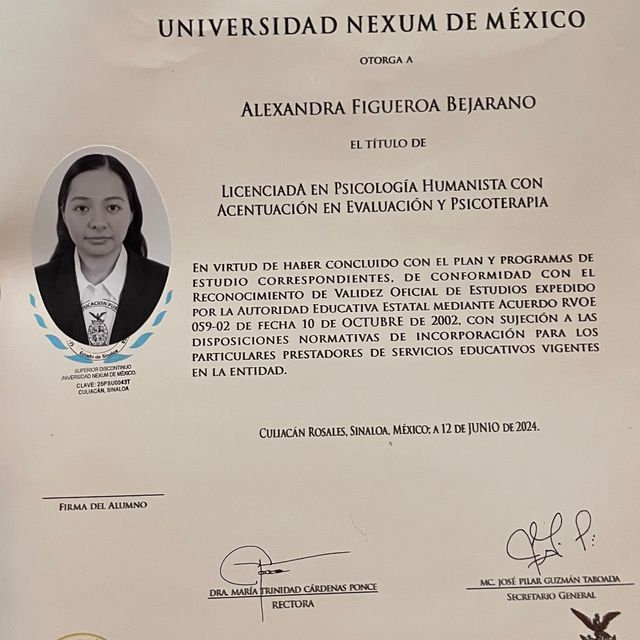 UNIVERSIDAD NEXUM DE MÉXICO
OTORGA A
ALEXANDRA FIGUEROA BEJARANO
EL TÍTULO DE
LICENCIADA EN PSICOLOGÍA HUMANISTA CON
ACENTUACIÓN EN EVALUACIÓN Y PSICOTERAPIA
EN VIRTUD DE HABER CONCLUIDO CON EL PLAN Y PROGRAMAS DE
ESTUDIO CORRESPONDIENTES, DE CONFORMIDAD CON EL
RECONOCIMIENTO DE VALIDEZ OFICIAL DE ESTUDIOS EXPEDIDO
POR LA AUTORIDAD EDUCATIVA ESTATAL MEDIANTE ACUERDO RVOE
059-02 DE FECHA 10 DE OCTUBRE DE 2002, CON SUJECIÓN A LAS
DISPOSICIONES NORMATIVAS DE INCORPORACIÓN PARA LOS
PARTICULARES PRESTADORES DE SERVICIOS EDUCATIVOS VIGENTES
EN LA ENTIDAD.
Estado de Sinaloa
SUPERIOR DISCONTINUO
UNIVERSIDAD NEXUM DE MÉXICO.
CLAVE: 25PSU0043T
CULIACÁN, SINALOA
CULIACÁN ROSALES, SINALOA, MÉXICO; A 12 DE JUNIO DE 2024.
FIRMA DEL ALUMNO
DRA. MARÍA TRINIDAD CÁRDENAS PONCE
RECTORA
MC. JOSÉ PILAR GUZMÁN TABOADA
SECRETARIO GENERAL